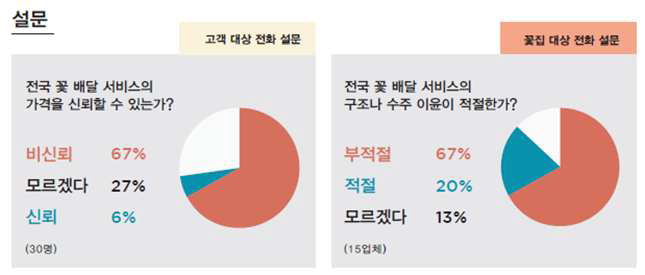 설문
고객 대상 전화 설문
전국 꽃 배달 서비스의
가격을 신뢰할 수 있는가?
비신뢰 67%
모르겠다 27%
신뢰 6%
(30명)
꽃집 대상 전화 설문
전국 꽃 배달 서비스의
구조나 수주 이윤이 적절한가?
부적절 67%
적절 20%
모르겠다 13%
(15업체)